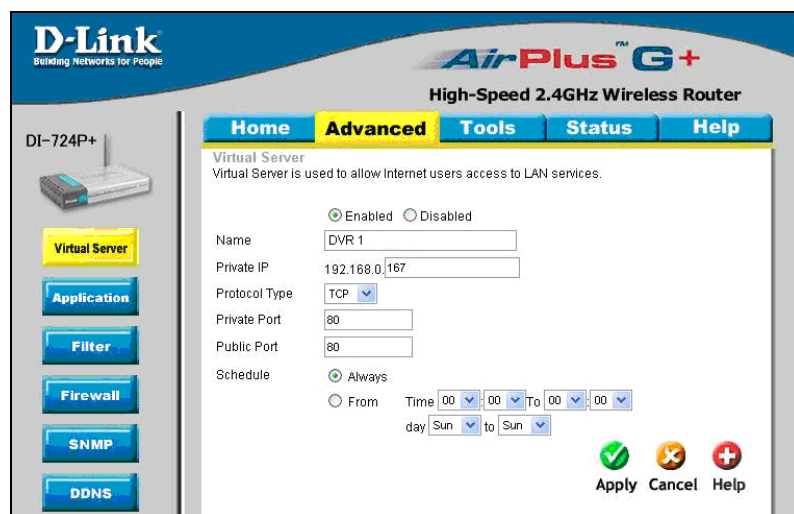 D-Link
Building Networks for People
AirPlus™ G+
High-Speed 2.4GHz Wireless Router
DI-724P+
Home Advanced Tools Status Help
Virtual Server
Virtual Server is used to allow Internet users access to LAN services.
Enabled Disabled
Name DVR 1
Private IP 192.168.0.167
Protocol Type TCP
Private Port 80
Public Port 80
Schedule Always
From Time 00 : 00 To 00 : 00
day Sun to Sun
Apply Cancel Help
Virtual Server
Application
Filter
Firewall
SNMP
DDNS